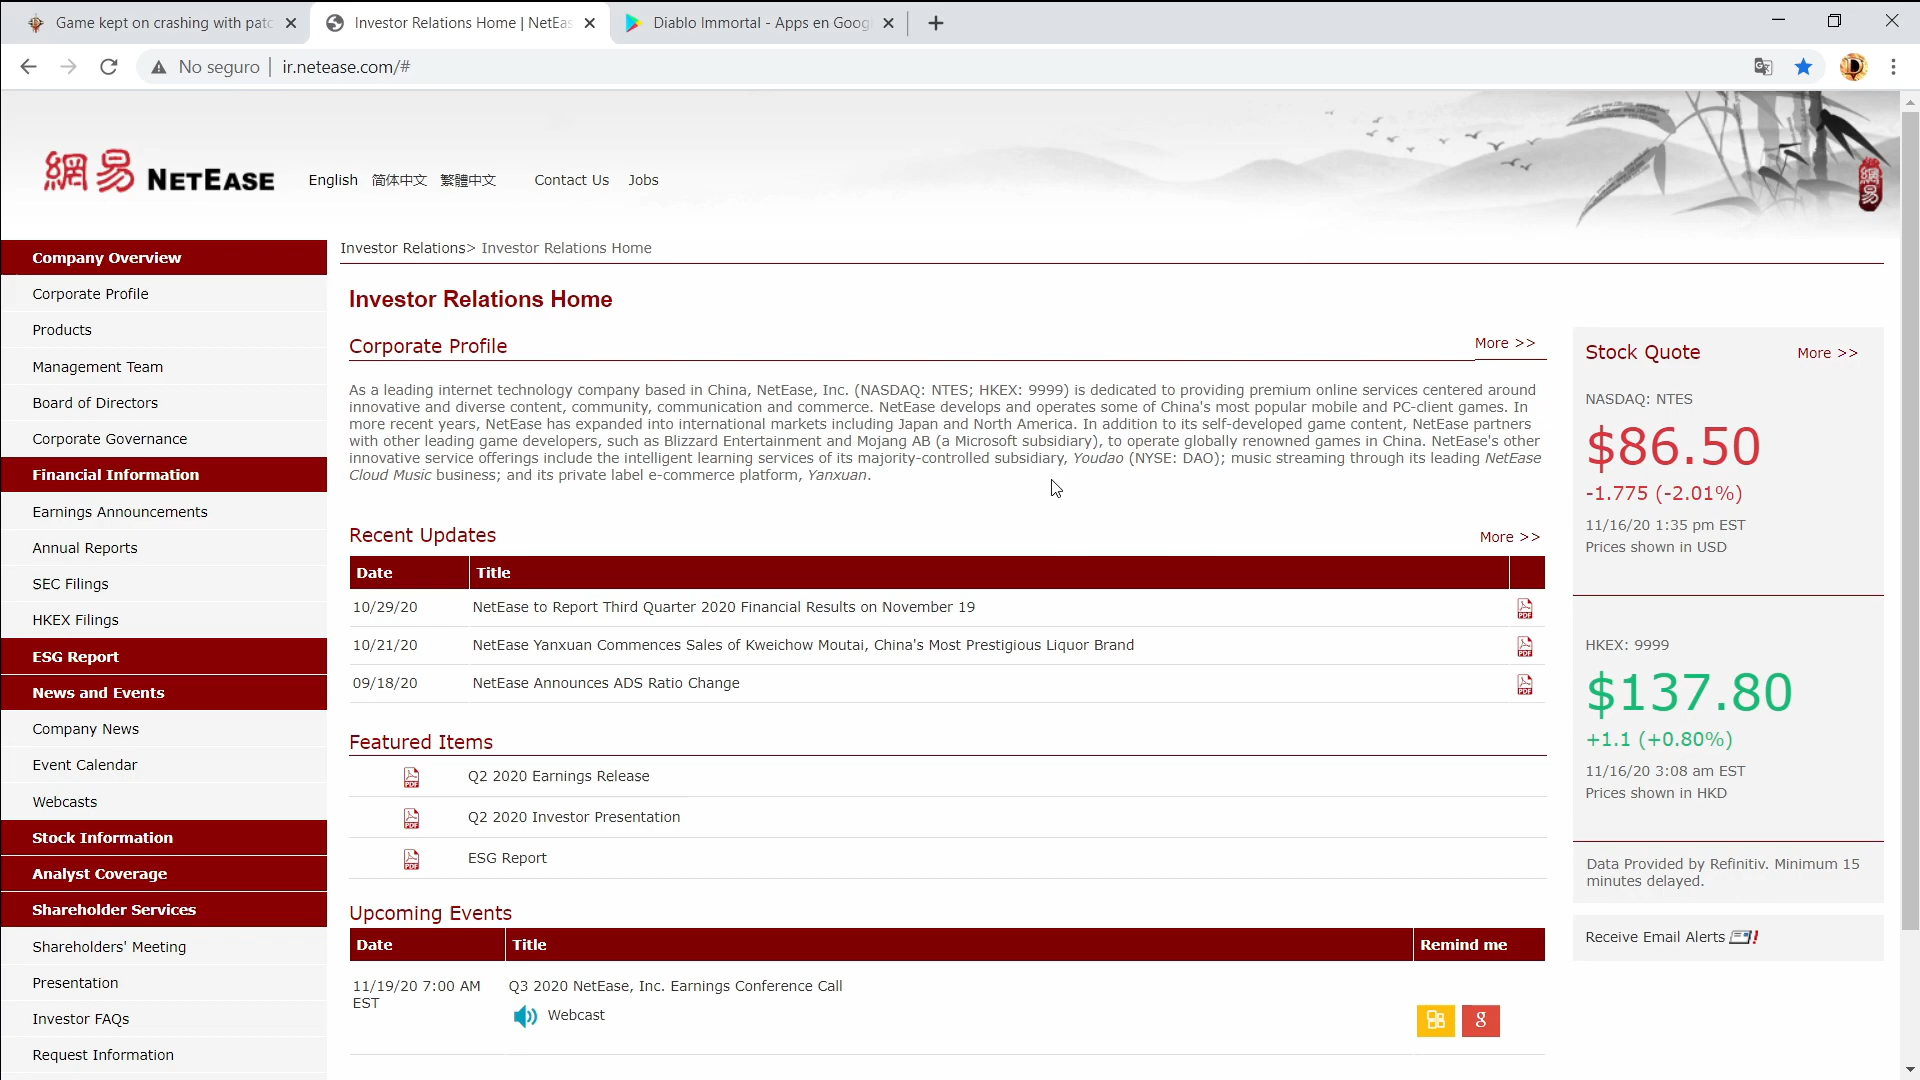 Game kept on crashing with patc
Investor Relations Home | NetEas
Diablo Immortal - Apps en Goog
No seguro
ir.netease.com/#
網易 NETEASE
English 简体中文 繁體中文 Contact Us Jobs
網易
Company Overview
Corporate Profile
Products
Management Team
Board of Directors
Corporate Governance
Financial Information
Earnings Announcements
Annual Reports
SEC Filings
HKEX Filings
ESG Report
News and Events
Company News
Event Calendar
Webcasts
Stock Information
Analyst Coverage
Shareholder Services
Shareholders' Meeting
Presentation
Investor FAQs
Request Information
Investor Relations> Investor Relations Home
Investor Relations Home
Corporate Profile
More >>
As a leading internet technology company based in China, NetEase, Inc. (NASDAQ: NTES; HKEX: 9999) is dedicated to providing premium online services centered around
innovative and diverse content, community, communication and commerce. NetEase develops and operates some of China's most popular mobile and PC-client games. In
more recent years, NetEase has expanded into international markets including Japan and North America. In addition to its self-developed game content, NetEase partners
with other leading game developers, such as Blizzard Entertainment and Mojang AB (a Microsoft subsidiary), to operate globally renowned games in China. NetEase's other
innovative service offerings include the intelligent learning services of its majority-controlled subsidiary, Youdao (NYSE: DAO); music streaming through its leading NetEase
Cloud Music business; and its private label e-commerce platform, Yanxuan.
Recent Updates
More >>
Date Title
10/29/20 NetEase to Report Third Quarter 2020 Financial Results on November 19
10/21/20 NetEase Yanxuan Commences Sales of Kweichow Moutai, China's Most Prestigious Liquor Brand
09/18/20 NetEase Announces ADS Ratio Change
Featured Items
Q2 2020 Earnings Release
Q2 2020 Investor Presentation
ESG Report
Upcoming Events
Date Title Remind me
11/19/20 7:00 AM
EST
Q3 2020 NetEase, Inc. Earnings Conference Call
Webcast
Stock Quote
More >>
NASDAQ: NTES
$86.50
-1.775 (-2.01%)
11/16/20 1:35 pm EST
Prices shown in USD
HKEX: 9999
$137.80
+1.1 (+0.80%)
11/16/20 3:08 am EST
Prices shown in HKD
Data Provided by Refinitiv. Minimum 15
minutes delayed.
Receive Email Alerts